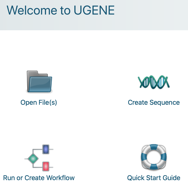 Welcome to UGENE
Open File(s) Create Sequence
Run or Create Workflow Quick Start Guide